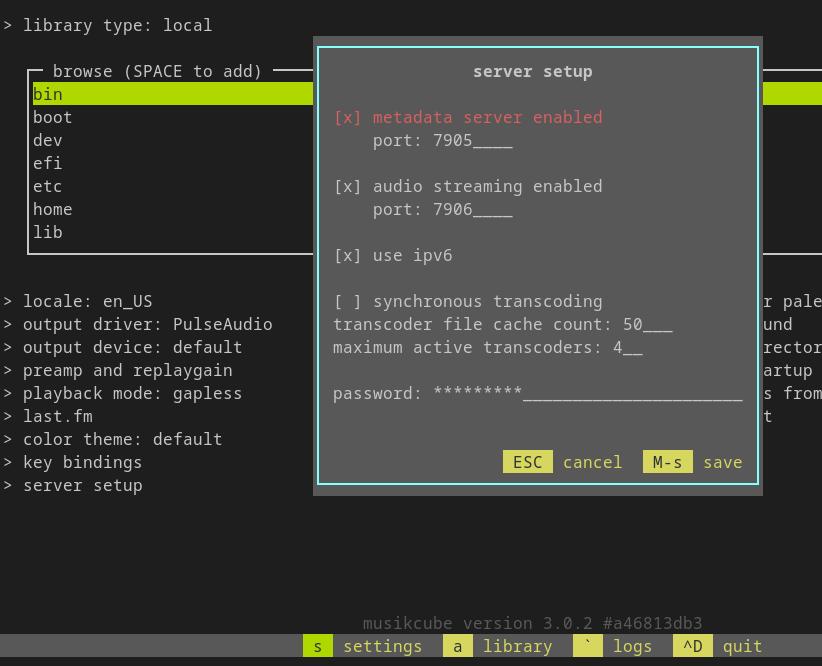 > library type: local
browse (SPACE to add)
bin
boot
dev
efi
etc
home
lib
> locale: en_US
> output driver: PulseAudio
> output device: default
> preamp and replaygain
> playback mode: gapless
> last.fm
> color theme: default
> key bindings
> server setup
server setup
[x] metadata server enabled
port: 7905____
[x] audio streaming enabled
port: 7906____
[x] use ipv6
[ ] synchronous transcoding
transcoder file cache count: 50___
maximum active transcoders: 4__
password: *********______________________
ESC cancel M-s save
r pale
und
rector
artup
s from
t
musikcube version 3.0.2 #a46813db3
s settings a library ` logs ^D quit